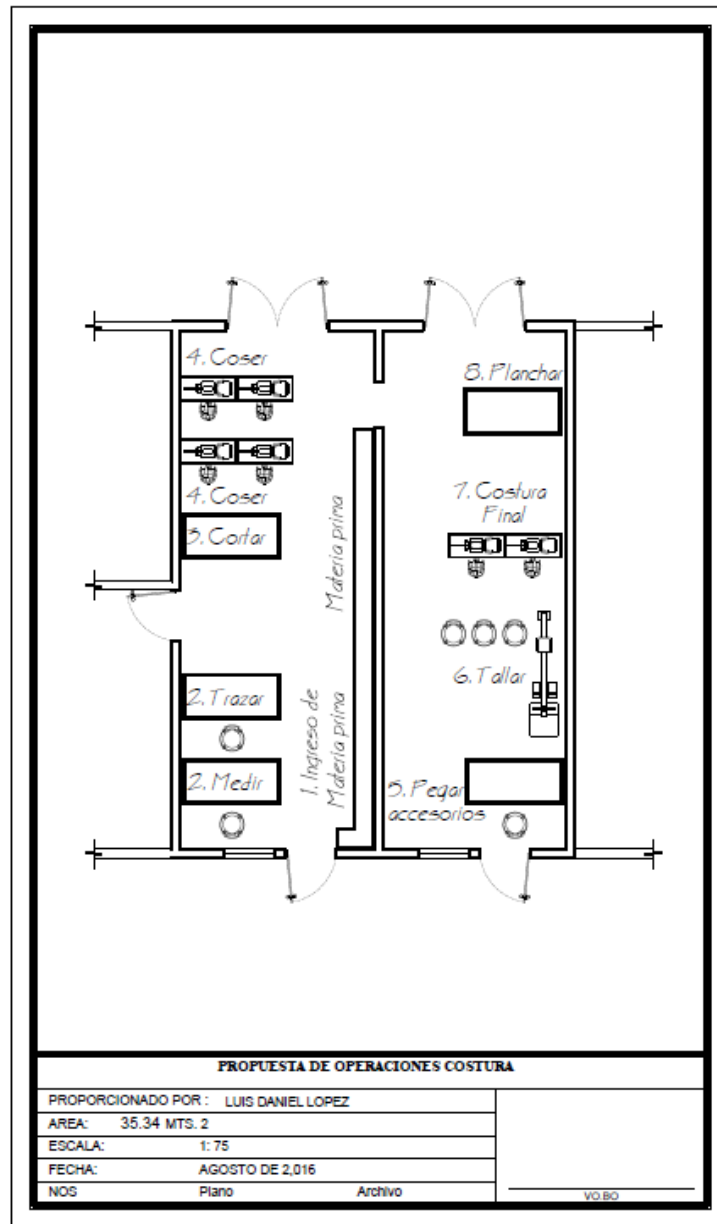 4. Coser
8. Planchar
4. Coser
7. Costura
Final
3. Cortar
Materia prima
2. Trazar
6. Tallar
1. Ingreso de
Materia prima
2. Medir
5. Pegar
accesorios
PROPUESTA DE OPERACIONES COSTURA
PROPORCIONADO POR : LUIS DANIEL LOPEZ
AREA: 35.34 MTS. 2
ESCALA: 1: 75
FECHA: AGOSTO DE 2,016
NOS Plano Archivo
VO.BO